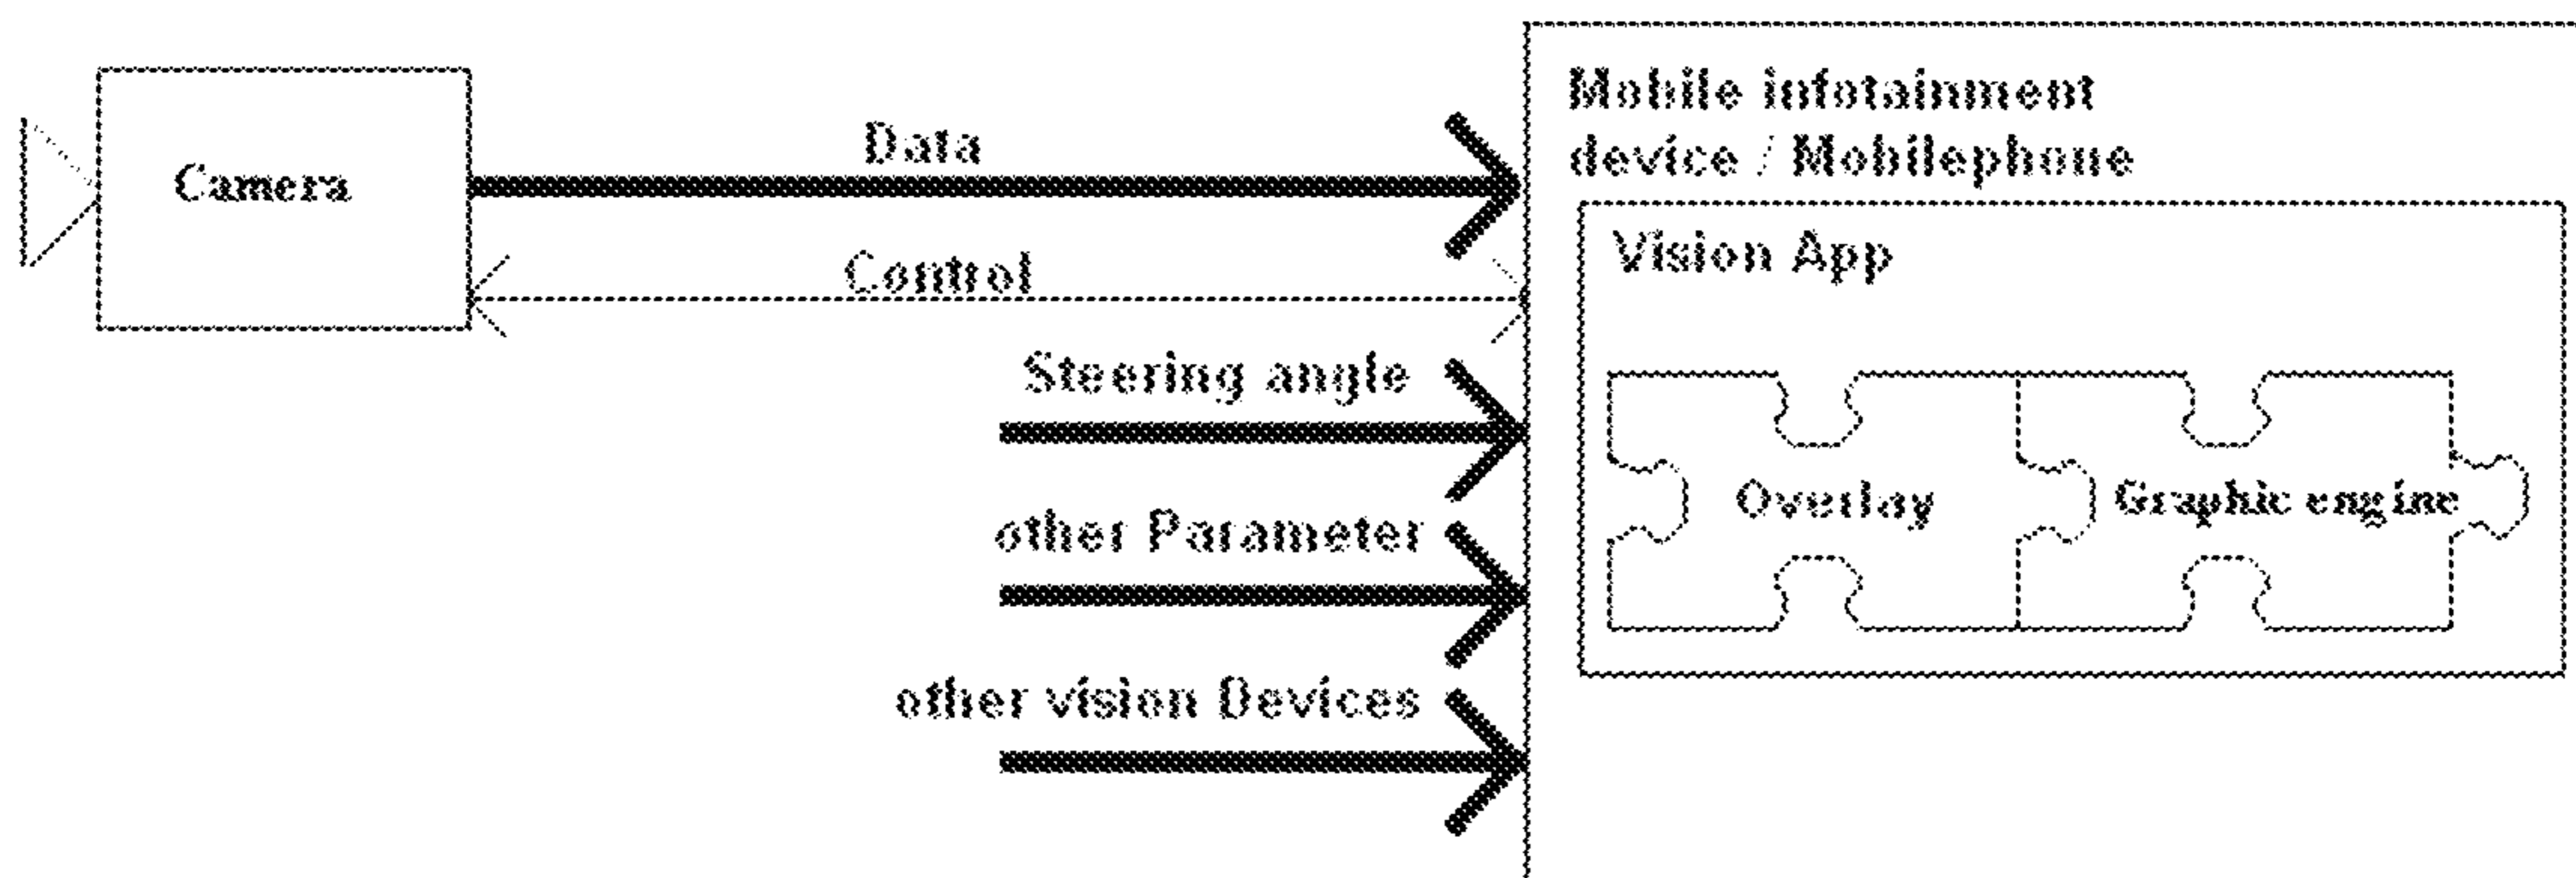 Camera
Data
Control
Steering angle
other Parameter
other vision Devices
Mobile infotainment
device / Mobilephone
Vision App
Overlay
Graphic engine